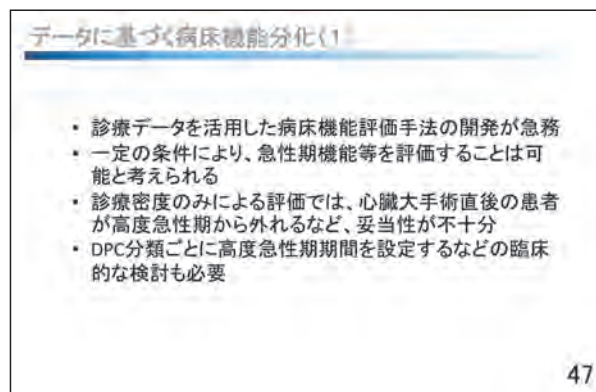 データに基づく病床機能分化(1
・ 診療データを活用した病床機能評価手法の開発が急務
・ 一定の条件により、急性期機能等を評価することは可
能と考えられる
・ 診療密度のみによる評価では、心臓大手術直後の患者
が高度急性期から外れるなど、妥当性が不十分
・ DPC分類ごとに高度急性期期間を設定するなどの臨床
的な検討も必要
47